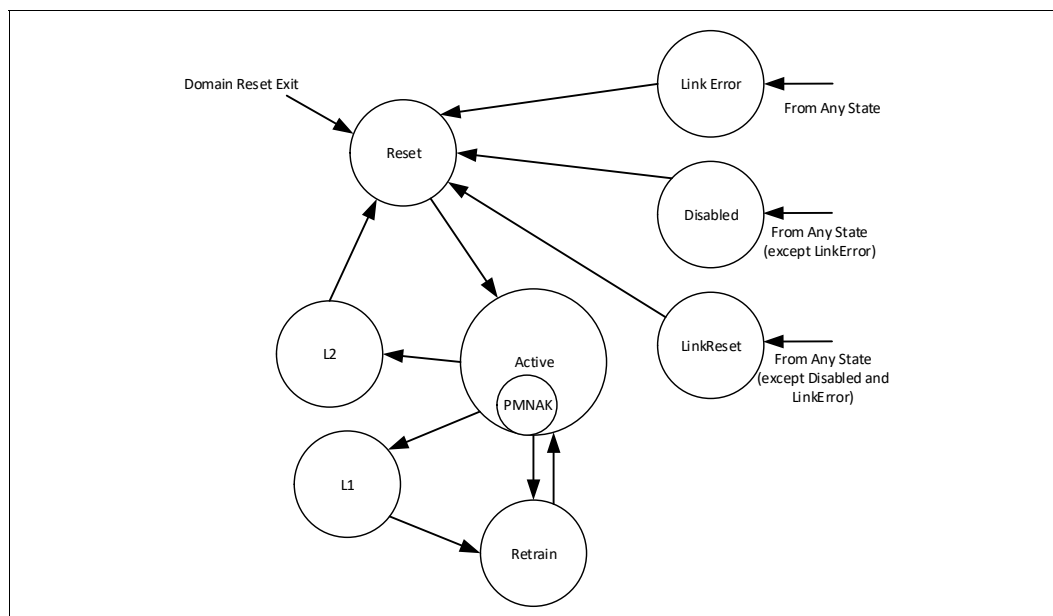 Domain Reset Exit
Link Error
From Any State
Reset
Disabled
From Any State
(except LinkError)
L2
Active
LinkReset
From Any State
(except Disabled and
LinkError)
PMNAK
L1
Retrain